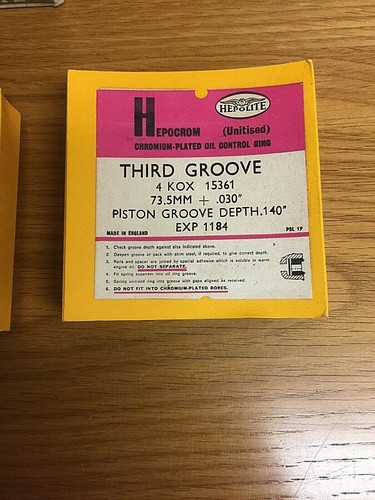 HEPOLITE
HEPOCROM (Unitised)
CHROMIUM-PLATED OIL CONTROL RING
THIRD GROOVE
4 KOX 15361
73.5MM + .030"
PISTON GROOVE DEPTH .140"
EXP 1184
MADE IN ENGLAND PSL 19
1. Check groove depth against size indicated above.
2. Deepen groove or pack with shim steel, if required, to give correct depth.
3. Rails and spacer are joined by special adhesive which is soluble in warm
engine oil. DO NOT SEPARATE.
4. Fit spring expander into oil ring groove.
5. Spring unitized ring into groove with gaps aligned as received.
6. DO NOT FIT INTO CHROMIUM-PLATED BORES.